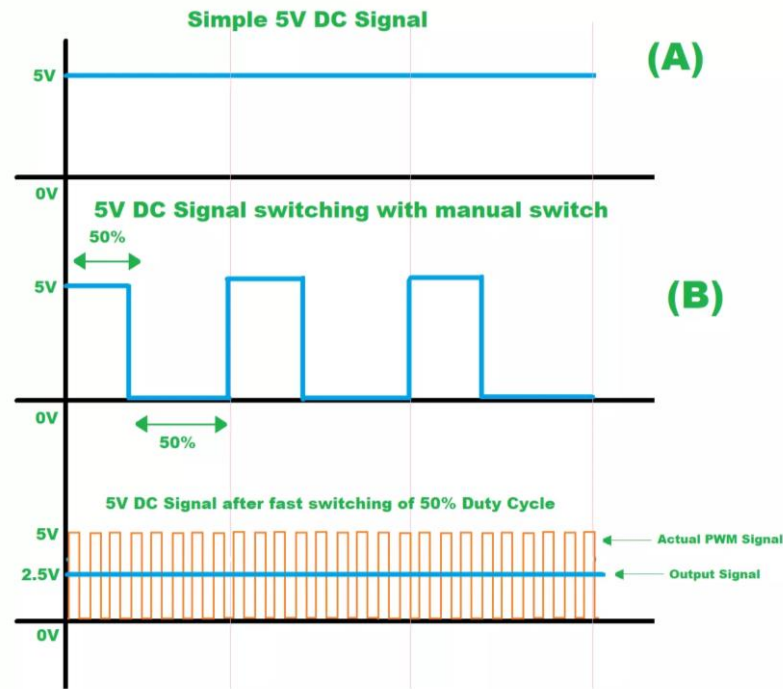 Simple 5V DC Signal
(A)
5V
0V
5V DC Signal switching with manual switch
50%
5V
(B)
0V
50%
5V DC Signal after fast switching of 50% Duty Cycle
5V
Actual PWM Signal
2.5V
Output Signal
0V